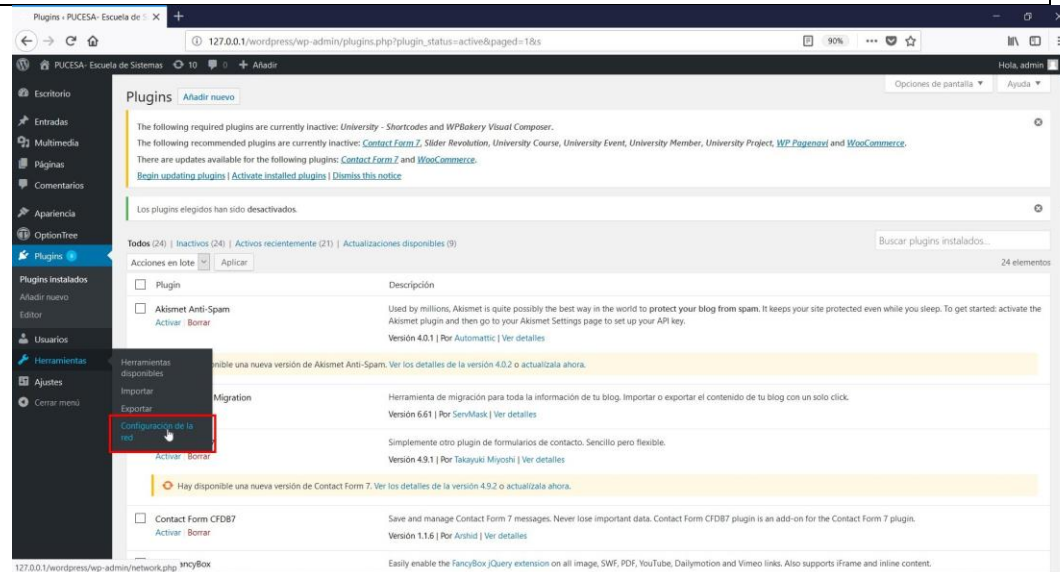 Plugins ‹ PUCESA- Escuela de S
127.0.0.1/wordpress/wp-admin/plugins.php?plugin_status=active&paged=1&s
90%
PUCESA- Escuela de Sistemas 10 0 + Añadir
Hola, admin
Opciones de pantalla
Ayuda
Escritorio
Entradas
Multimedia
Páginas
Comentarios
Apariencia
OptionTree
Plugins
Plugins instalados
Añadir nuevo
Editor
Usuarios
Herramientas
Ajustes
Cerrar menú
Herramientas
disponibles
Importar
Exportar
Configuración de la
red
Plugins Añadir nuevo
The following required plugins are currently inactive: University - Shortcodes and WPBakery Visual Composer.
The following recommended plugins are currently inactive: Contact Form 7, Slider Revolution, University Course, University Event, University Member, University Project, WP Pagenavi and WooCommerce.
There are updates available for the following plugins: Contact Form 7 and WooCommerce.
Begin updating plugins | Activate installed plugins | Dismiss this notice
Los plugins elegidos han sido desactivados.
Todos (24) | Inactivos (24) | Activos recientemente (21) | Actualizaciones disponibles (9)
Buscar plugins instalados...
Acciones en lote Aplicar
24 elementos
Plugin Descripción
Akismet Anti-Spam
Activar Borrar
Used by millions, Akismet is quite possibly the best way in the world to protect your blog from spam. It keeps your site protected even while you sleep. To get started: activate the
Akismet plugin and then go to your Akismet Settings page to set up your API key.
Versión 4.0.1 | Por Automattic | Ver detalles
nible una nueva versión de Akismet Anti-Spam. Ver los detalles de la versión 4.0.2 o actualízala ahora.
Migration
Herramienta de migración para toda la información de tu blog. Importar o exportar el contenido de tu blog con un solo click.
Versión 6.61 | Por ServMask | Ver detalles
Activar Borrar
Simplemente otro plugin de formularios de contacto. Sencillo pero flexible.
Versión 4.9.1 | Por Takayuki Miyoshi | Ver detalles
Hay disponible una nueva versión de Contact Form 7. Ver los detalles de la versión 4.9.2 o actualízala ahora.
Contact Form CFDB7
Activar Borrar
Save and manage Contact Form 7 messages. Never lose important data. Contact Form CFDB7 plugin is an add-on for the Contact Form 7 plugin.
Versión 1.1.6 | Por Arshid | Ver detalles
ancyBox
Easily enable the FancyBox jQuery extension on all image, SWF, PDF, YouTube, Dailymotion and Vimeo links. Also supports iFrame and inline content.
127.0.0.1/wordpress/wp-admin/network.php